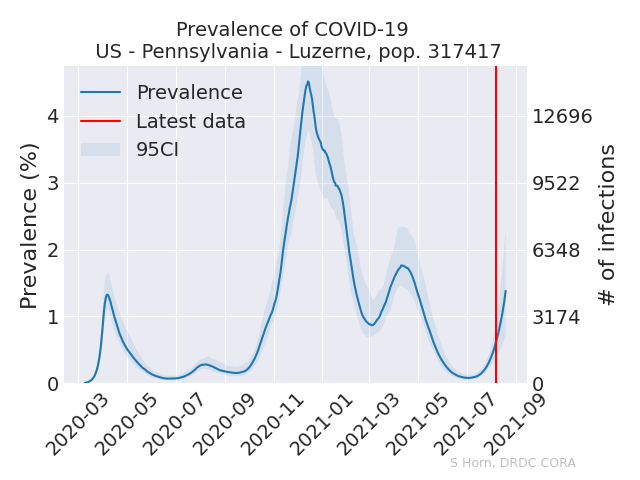 Prevalence of COVID-19
US - Pennsylvania - Luzerne, pop. 317417
Prevalence
Latest data
95CI
Prevalence (%)
4
3
2
1
0
12696
9522
6348
3174
0
# of infections
2020-03
2020-05
2020-07
2020-09
2020-11
2021-01
2021-03
2021-05
2021-07
2021-09
S Horn, DRDC CORA